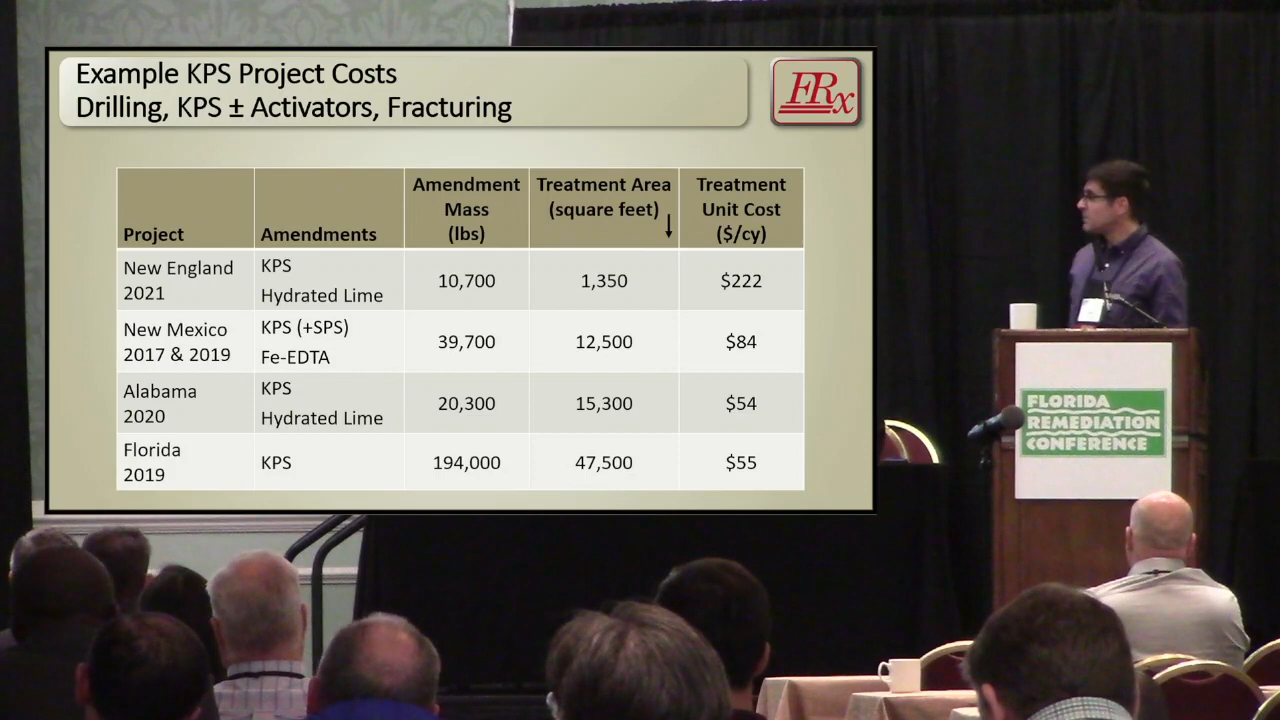 Example KPS Project Costs
Drilling, KPS ± Activators, Fracturing
FRx
Project
Amendments
Amendment
Mass
(lbs)
Treatment Area
(square feet) ↓
Treatment
Unit Cost
($/cy)
New England
2021
KPS
Hydrated Lime
10,700
1,350
$222
New Mexico
2017 & 2019
KPS (+SPS)
Fe-EDTA
39,700
12,500
$84
Alabama
2020
KPS
Hydrated Lime
20,300
15,300
$54
Florida
2019
KPS
194,000
47,500
$55
FLORIDA
REMEDIATION
CONFERENCE